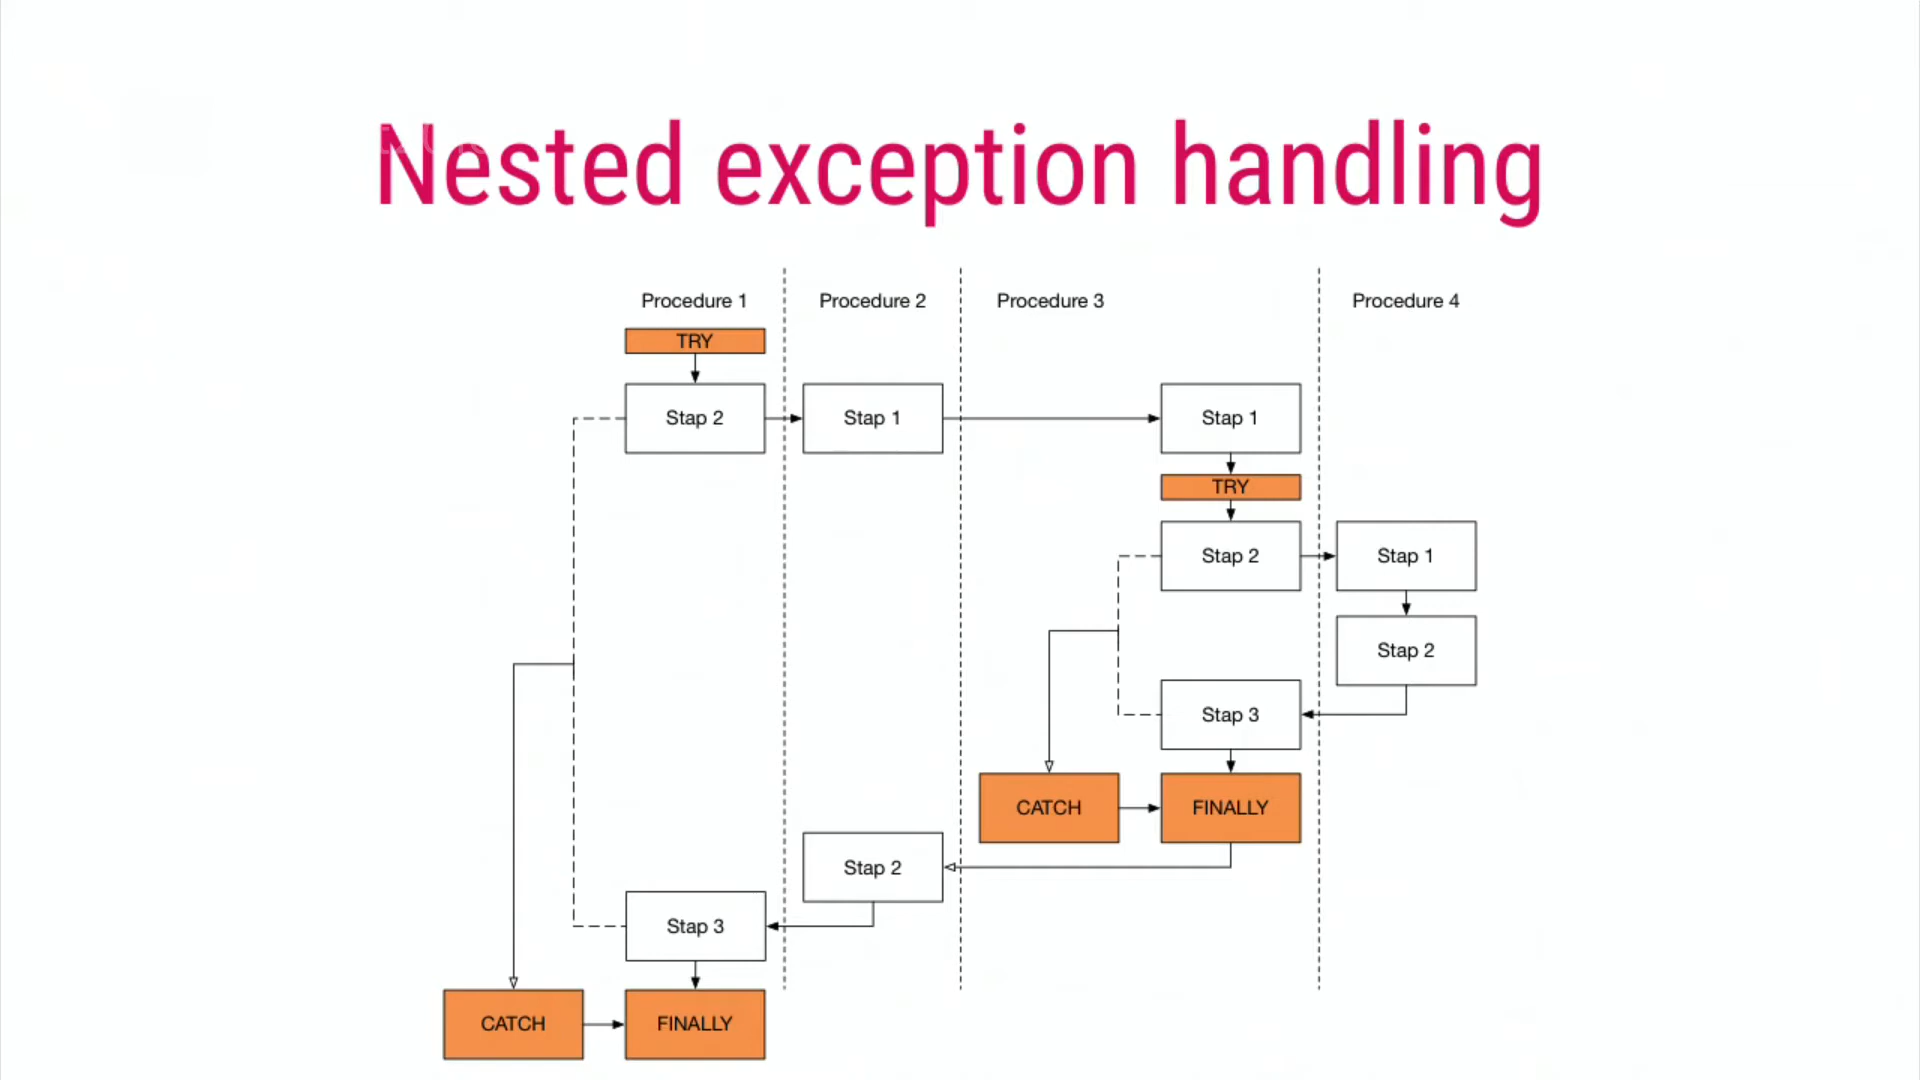 Nested exception handling
Procedure 1
Procedure 2
Procedure 3
Procedure 4
TRY
Stap 2
Stap 1
Stap 1
TRY
Stap 2
Stap 1
Stap 2
Stap 3
CATCH
FINALLY
Stap 2
Stap 3
CATCH
FINALLY